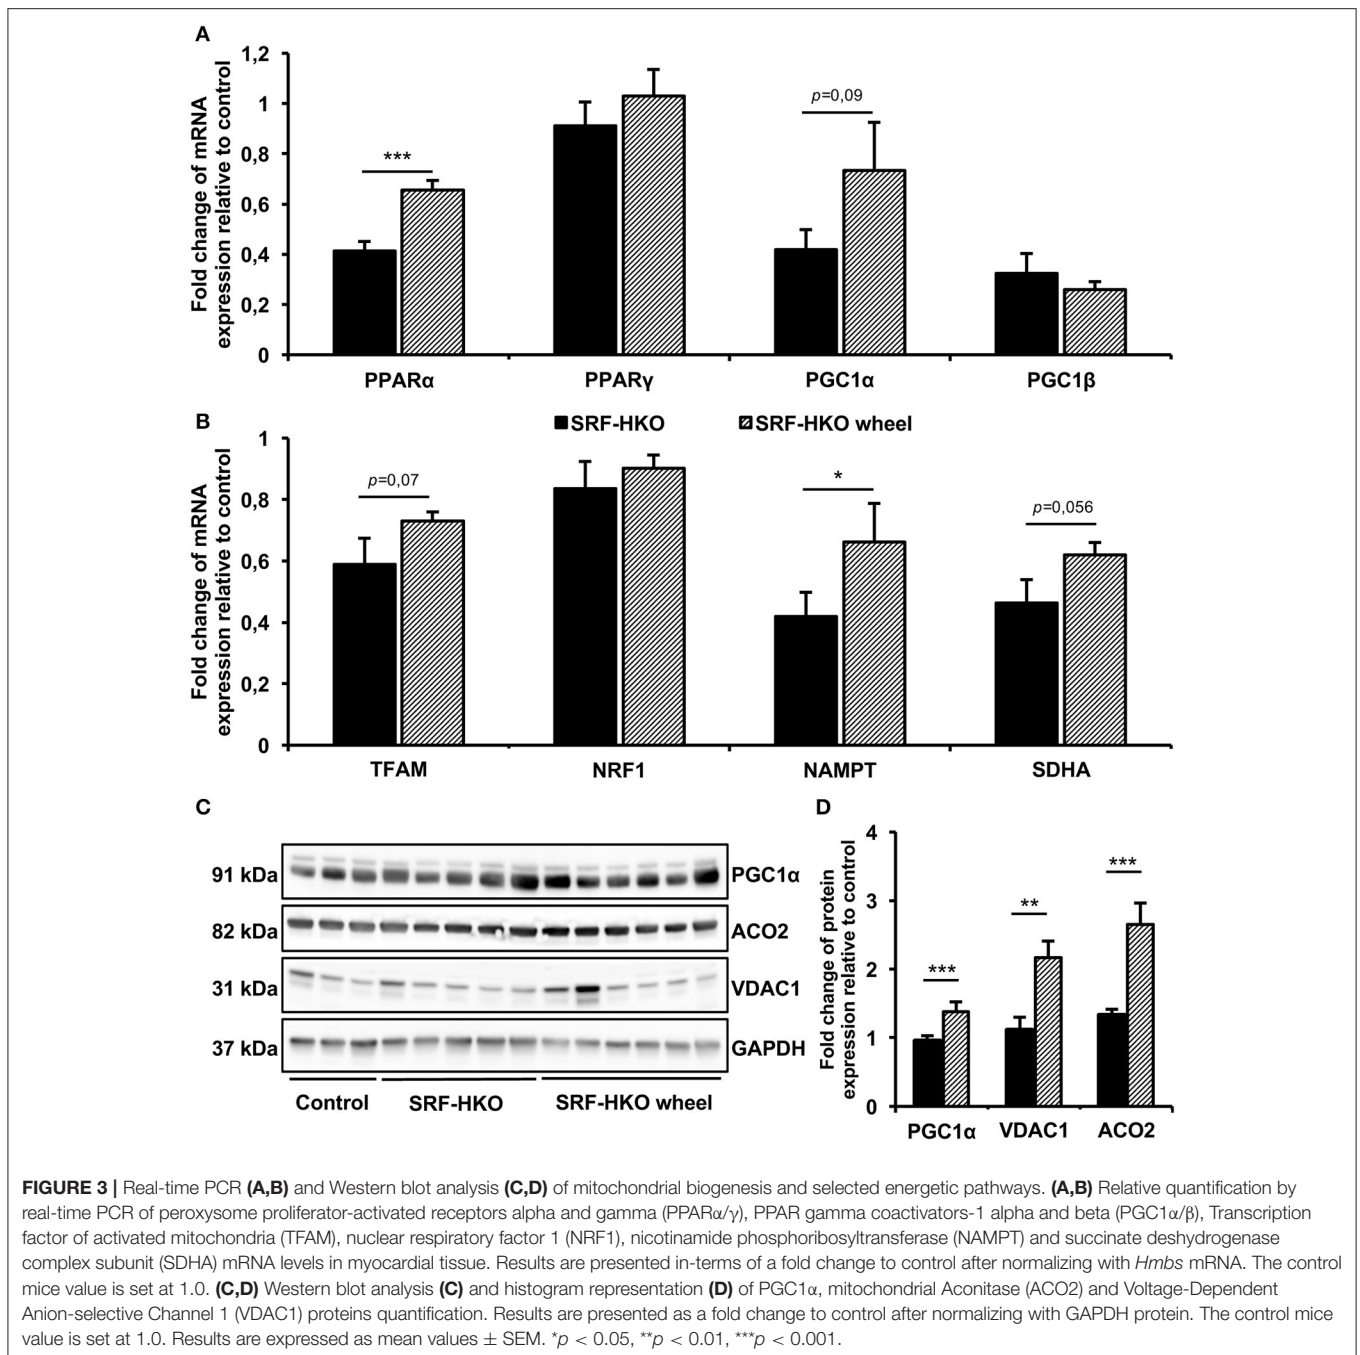 A
Fold change of mRNA
expression relative to control
1,2
1
0,8
0,6
0,4
0,2
0
***
p=0,09
PPARα PPARγ PGC1α PGC1β
B
SRF-HKO SRF-HKO wheel
Fold change of mRNA
expression relative to control
1
0,8
0,6
0,4
0,2
0
p=0,07
*
p=0,056
TFAM NRF1 NAMPT SDHA
C
91 kDa PGC1α
82 kDa ACO2
31 kDa VDAC1
37 kDa GAPDH
Control SRF-HKO SRF-HKO wheel
D
Fold change of protein
expression relative to control
4
3
2
1
0
***
**
***
PGC1α VDAC1 ACO2
FIGURE 3 | Real-time PCR (A,B) and Western blot analysis (C,D) of mitochondrial biogenesis and selected energetic pathways. (A,B) Relative quantification by
real-time PCR of peroxysome proliferator-activated receptors alpha and gamma (PPARα/γ), PPAR gamma coactivators-1 alpha and beta (PGC1α/β), Transcription
factor of activated mitochondria (TFAM), nuclear respiratory factor 1 (NRF1), nicotinamide phosphoribosyltransferase (NAMPT) and succinate deshydrogenase
complex subunit (SDHA) mRNA levels in myocardial tissue. Results are presented in-terms of a fold change to control after normalizing with Hmbs mRNA. The control
mice value is set at 1.0. (C,D) Western blot analysis (C) and histogram representation (D) of PGC1α, mitochondrial Aconitase (ACO2) and Voltage-Dependent
Anion-selective Channel 1 (VDAC1) proteins quantification. Results are presented as a fold change to control after normalizing with GAPDH protein. The control mice
value is set at 1.0. Results are expressed as mean values ± SEM. *p < 0.05, **p < 0.01, ***p < 0.001.